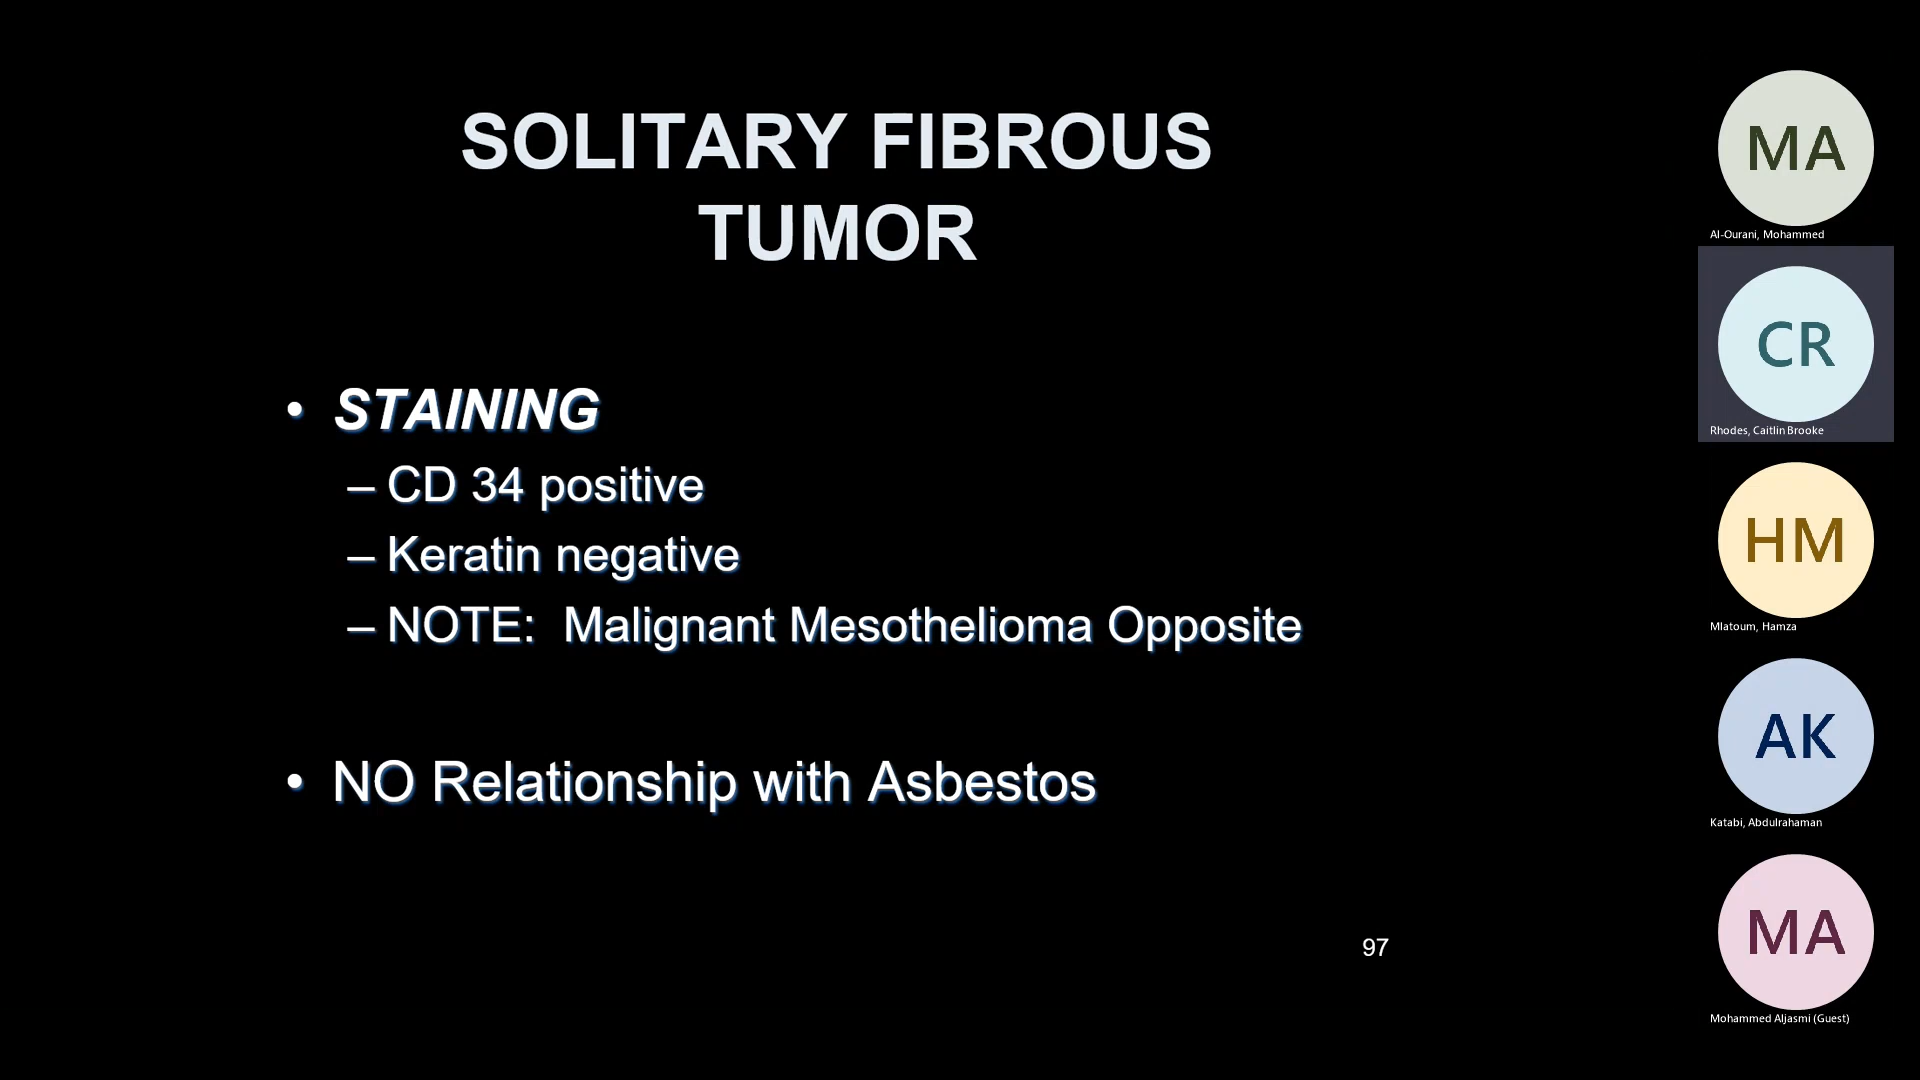 SOLITARY FIBROUS
TUMOR
• STAINING
– CD 34 positive
– Keratin negative
– NOTE:  Malignant Mesothelioma Opposite
• NO Relationship with Asbestos
97
MA
Al-Ourani, Mohammed
CR
Rhodes, Caitlin Brooke
HM
Mlatoum, Hamza
AK
Katabi, Abdulrahaman
MA
Mohammed Aljasmi (Guest)